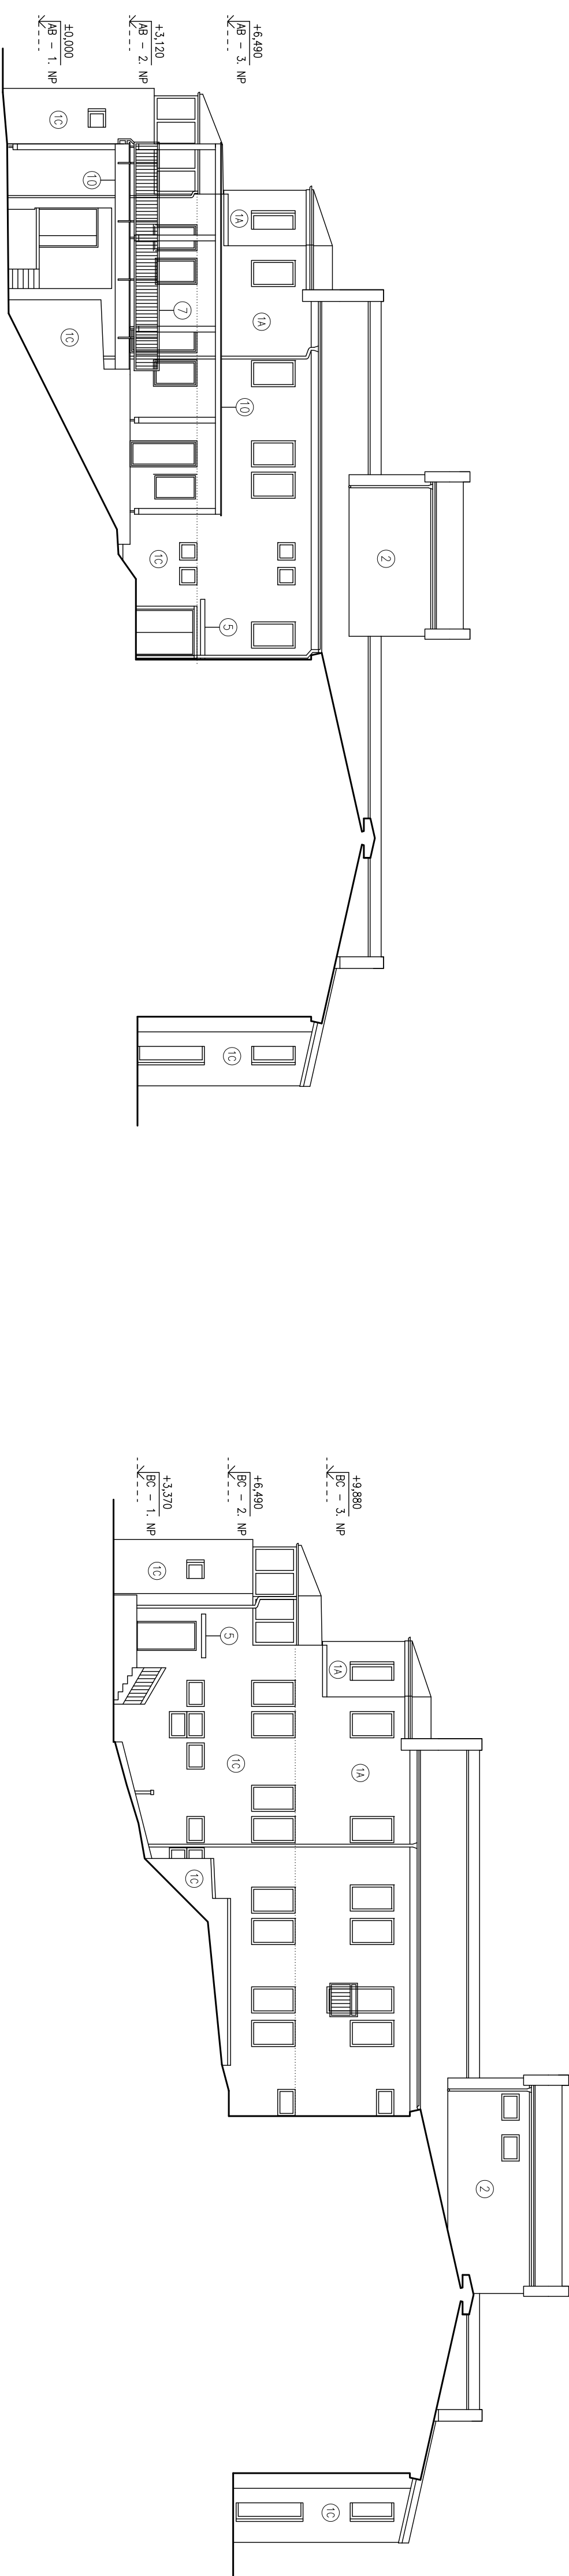 +6,490
AB - 3. NP
+3,120
AB - 2. NP
±0,000
AB - 1. NP
1C
10
1A
1A
7
1C
10
2
1C
5
1C
+9,880
BC - 3. NP
+6,490
BC - 2. NP
+3,370
BC - 1. NP
1C
5
1A
1C
1A
1C
2
1C